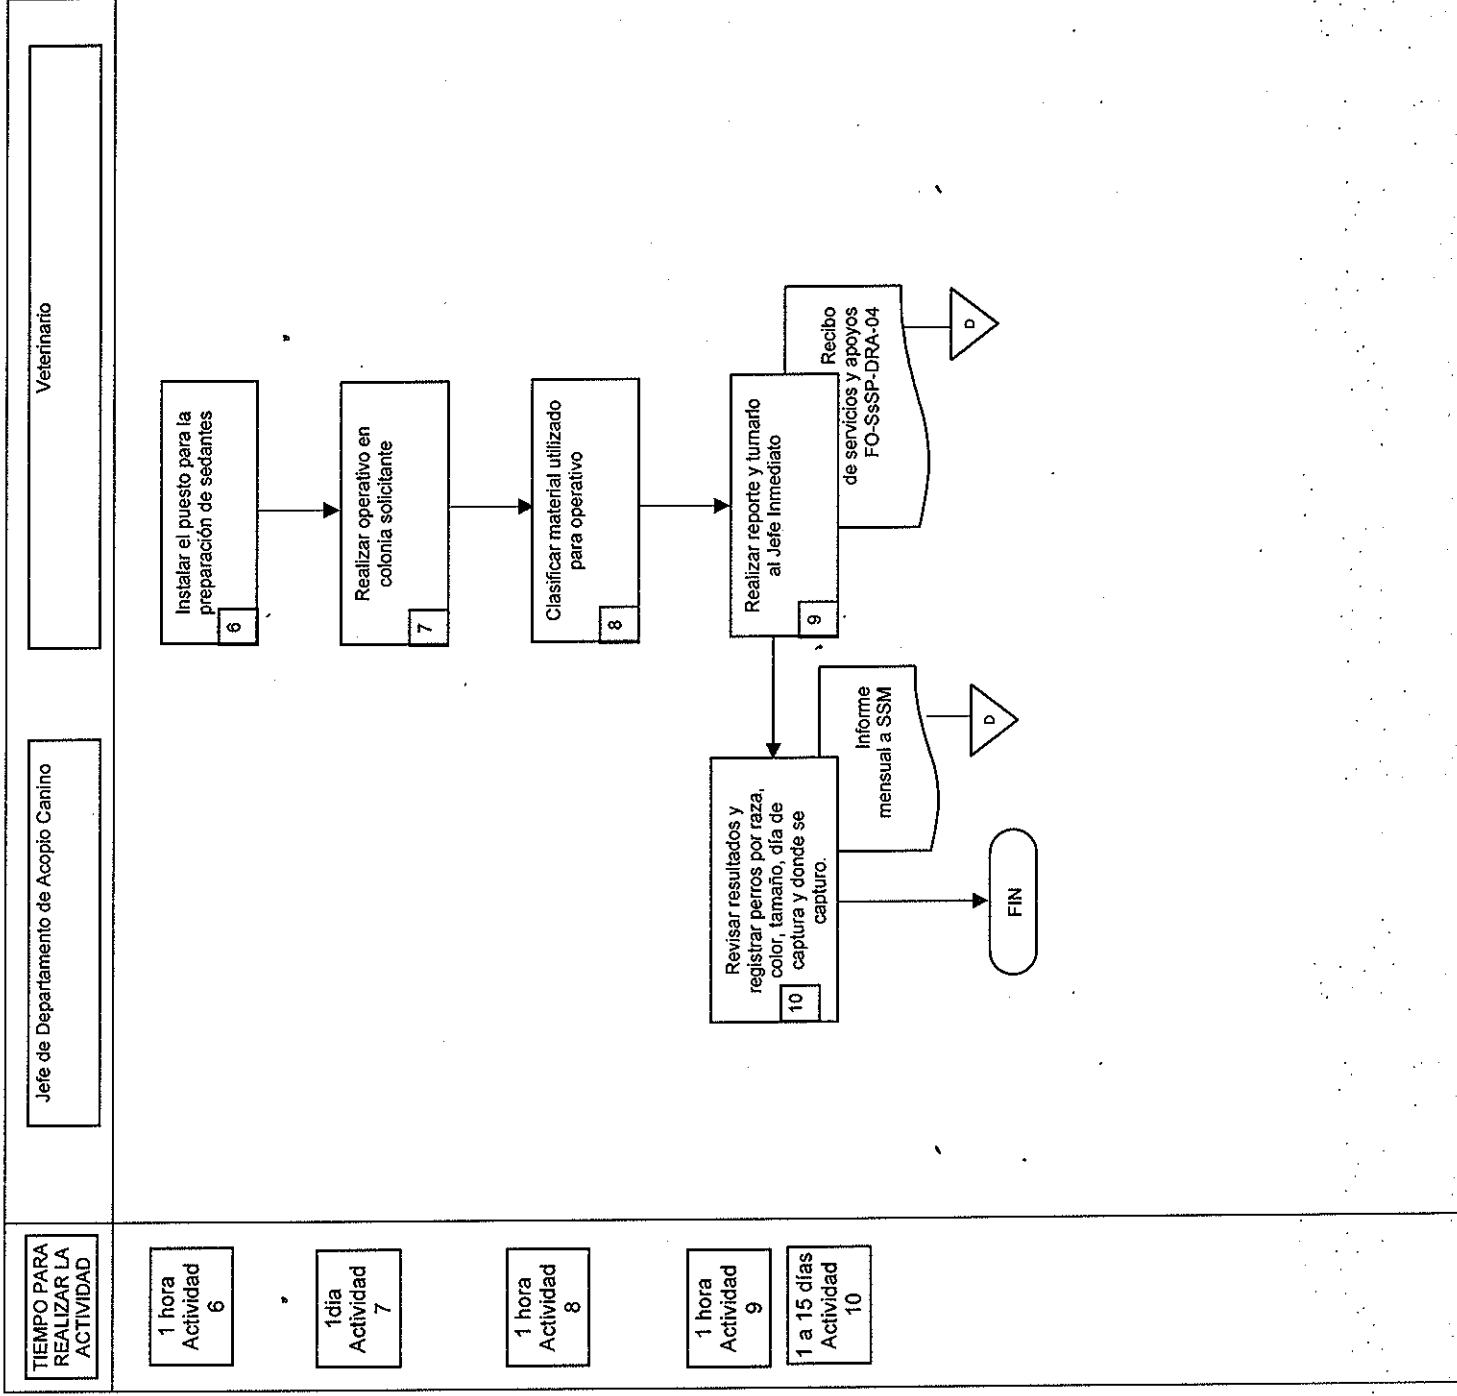 TIEMPO PARA
REALIZAR LA
ACTIVIDAD
Jefe de Departamento de Acopio Canino
Veterinario
1 hora
Actividad
6
Instalar el puesto para la
preparación de sedantes
6
1dia
Actividad
7
Realizar operativo en
colonia solicitante
7
1 hora
Actividad
8
Clasificar material utilizado
para operativo
8
1 hora
Actividad
9
Realizar reporte y turnarlo
al Jefe Inmediato
9
Recibo
de servicios y apoyos
FO-SsSP-DRA-04
D
1 a 15 días
Actividad
10
Revisar resultados y
registrar perros por raza,
color, tamaño, día de
captura y donde se
capturo.
10
Informe
mensual a SSM
D
FIN